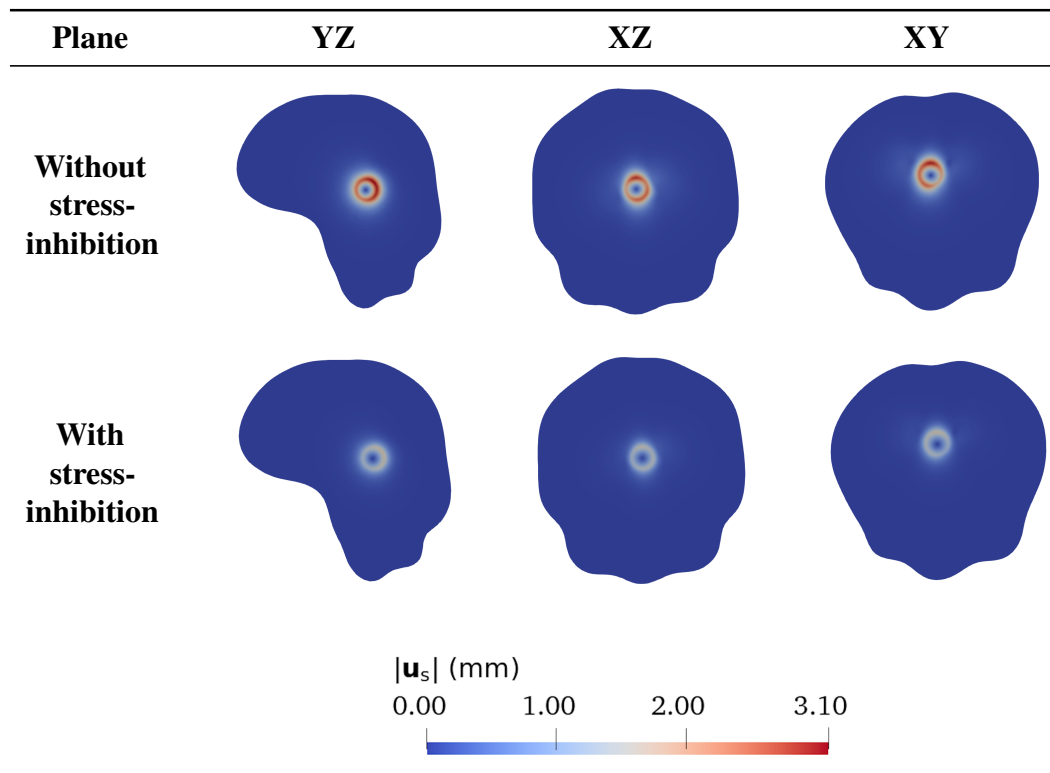 Plane YZ XZ XY
Without
stress-
inhibition
With
stress-
inhibition
|u_s| (mm)
0.00 1.00 2.00 3.10